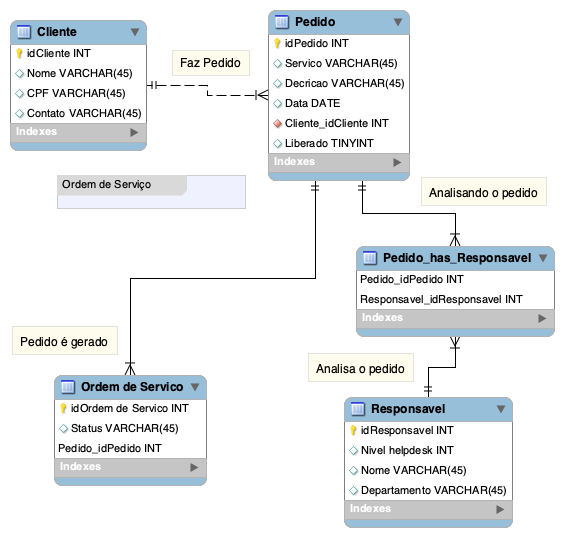 Cliente
idCliente INT
Nome VARCHAR(45)
CPF VARCHAR(45)
Contato VARCHAR(45)
Indexes
Faz Pedido
Pedido
idPedido INT
Servico VARCHAR(45)
Decricao VARCHAR(45)
Data DATE
Cliente_idCliente INT
Liberado TINYINT
Indexes
Ordem de Serviço
Analisando o pedido
Pedido_has_Responsavel
Pedido_idPedido INT
Responsavel_idResponsavel INT
Indexes
Pedido é gerado
Analisa o pedido
Ordem de Servico
idOrdem de Servico INT
Status VARCHAR(45)
Pedido_idPedido INT
Indexes
Responsavel
idResponsavel INT
Nivel helpdesk INT
Nome VARCHAR(45)
Departamento VARCHAR(45)
Indexes